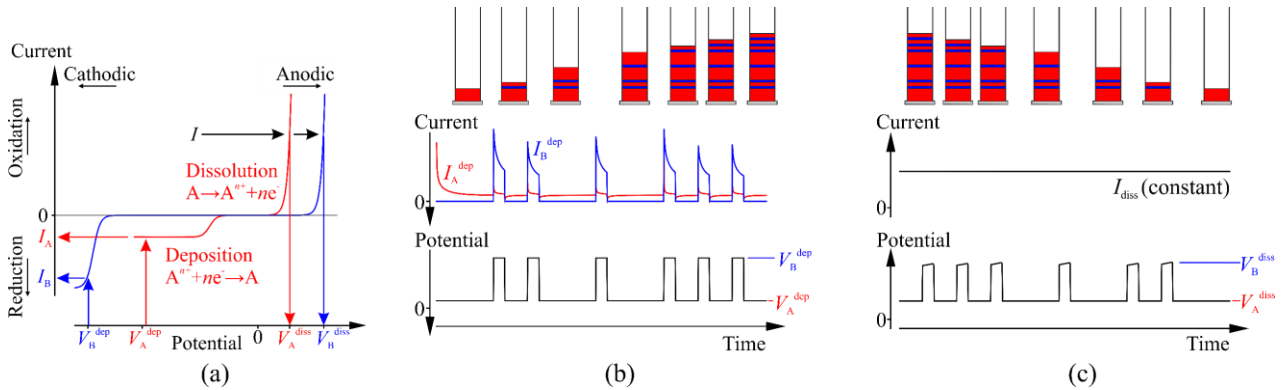 Current
Cathodic
Anodic
Oxidation
I
Dissolution
A→Aⁿ⁺+ne⁻
0
I_A
Deposition
Aⁿ⁺+ne⁻→A
I_B
Reduction
V_B^dep
V_A^dep
Potential
0
V_A^diss
V_B^diss
(a)
Current
I_A^dep
I_B^dep
0
Potential
V_B^dep
0
V_A^dep
Time
(b)
Current
I_diss (constant)
0
Potential
V_B^diss
V_A^diss
0
Time
(c)